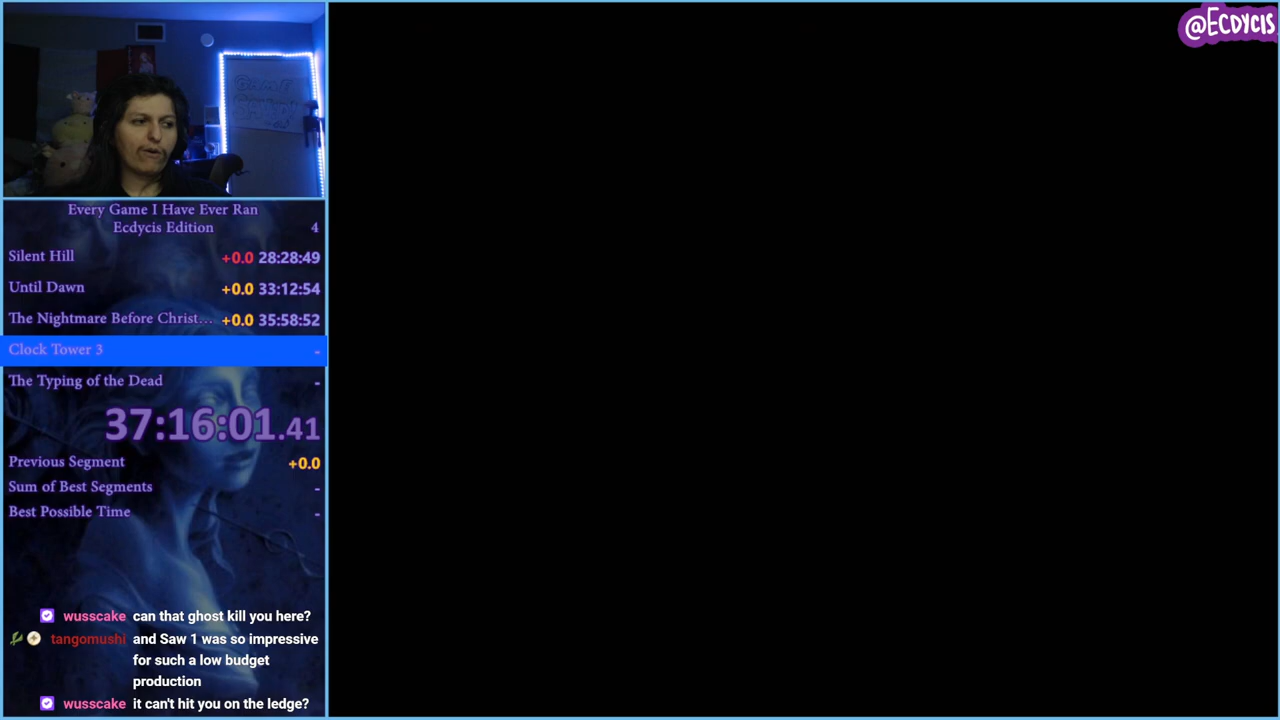 @ECDYCIS
Every Game I Have Ever Ran
Ecdycis Edition 4
Silent Hill +0.0 28:28:49
Until Dawn +0.0 33:12:54
The Nightmare Before Christ... +0.0 35:58:52
Clock Tower 3 -
The Typing of the Dead -
37:16:01.41
Previous Segment +0.0
Sum of Best Segments -
Best Possible Time -
wusscake can that ghost kill you here?
tangomushi and Saw 1 was so impressive
for such a low budget
production
wusscake it can't hit you on the ledge?